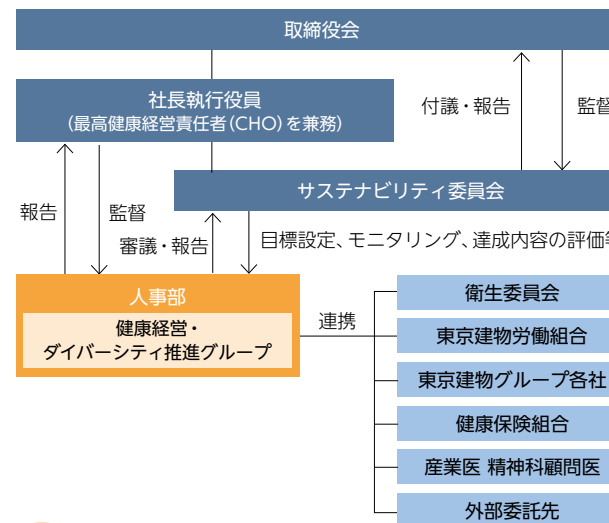 取締役会
社長執行役員
(最高健康経営責任者(CHO)を兼務)
付議・報告
監督
サステナビリティ委員会
報告
監督
審議・報告
目標設定、モニタリング、達成内容の評価等
人事部
健康経営・
ダイバーシティ推進グループ
連携
衛生委員会
東京建物労働組合
東京建物グループ各社
健康保険組合
産業医 精神科顧問医
外部委託先